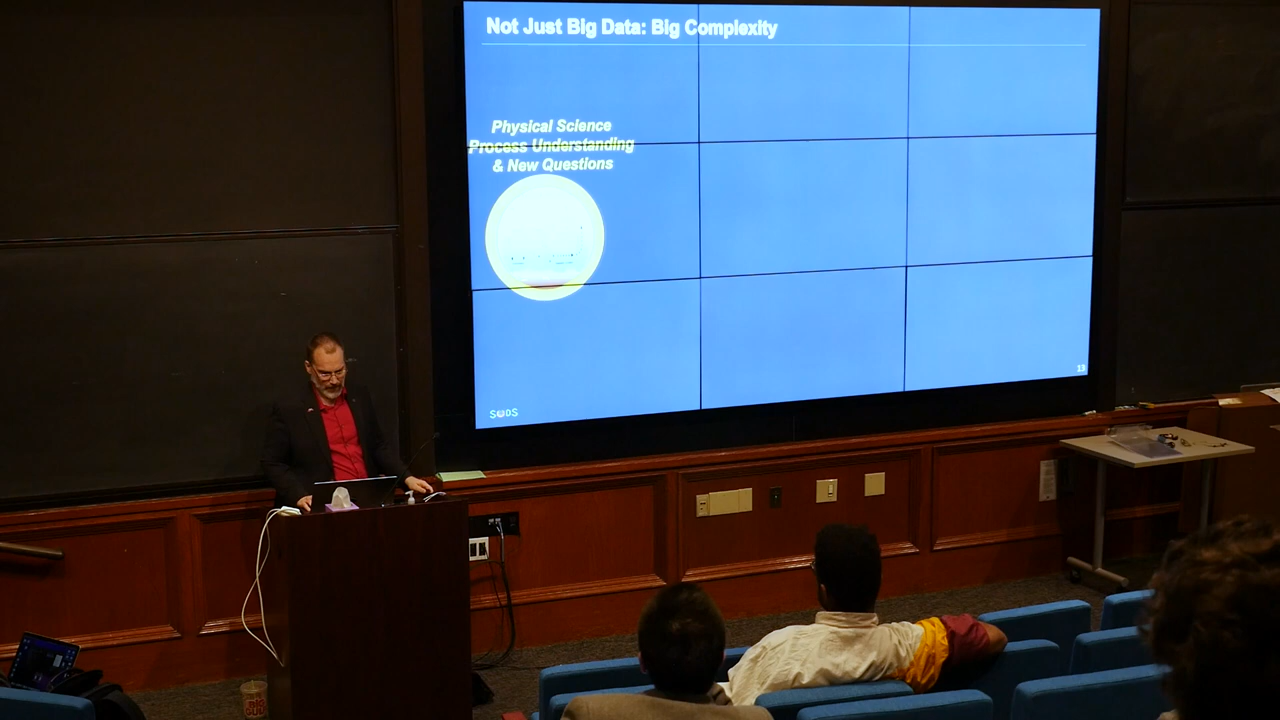 Not Just Big Data: Big Complexity
Physical Science
Process Understanding
& New Questions
13